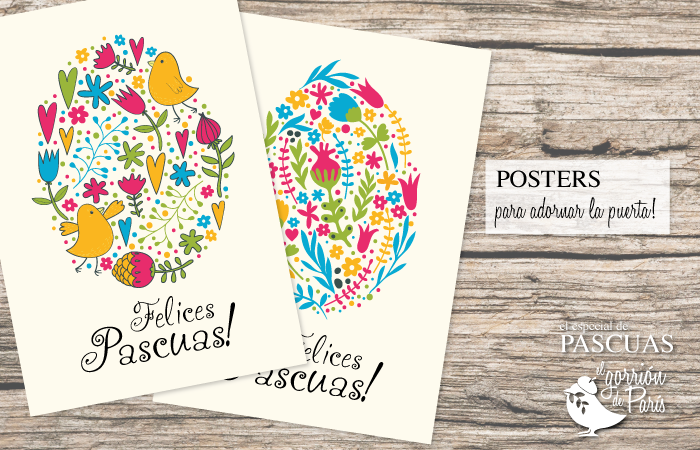 Felices
Pascuas!
Felices
Pascuas!
POSTERS
para adornar la puerta!
el especial de
PASCUAS
el
gorrión
de París